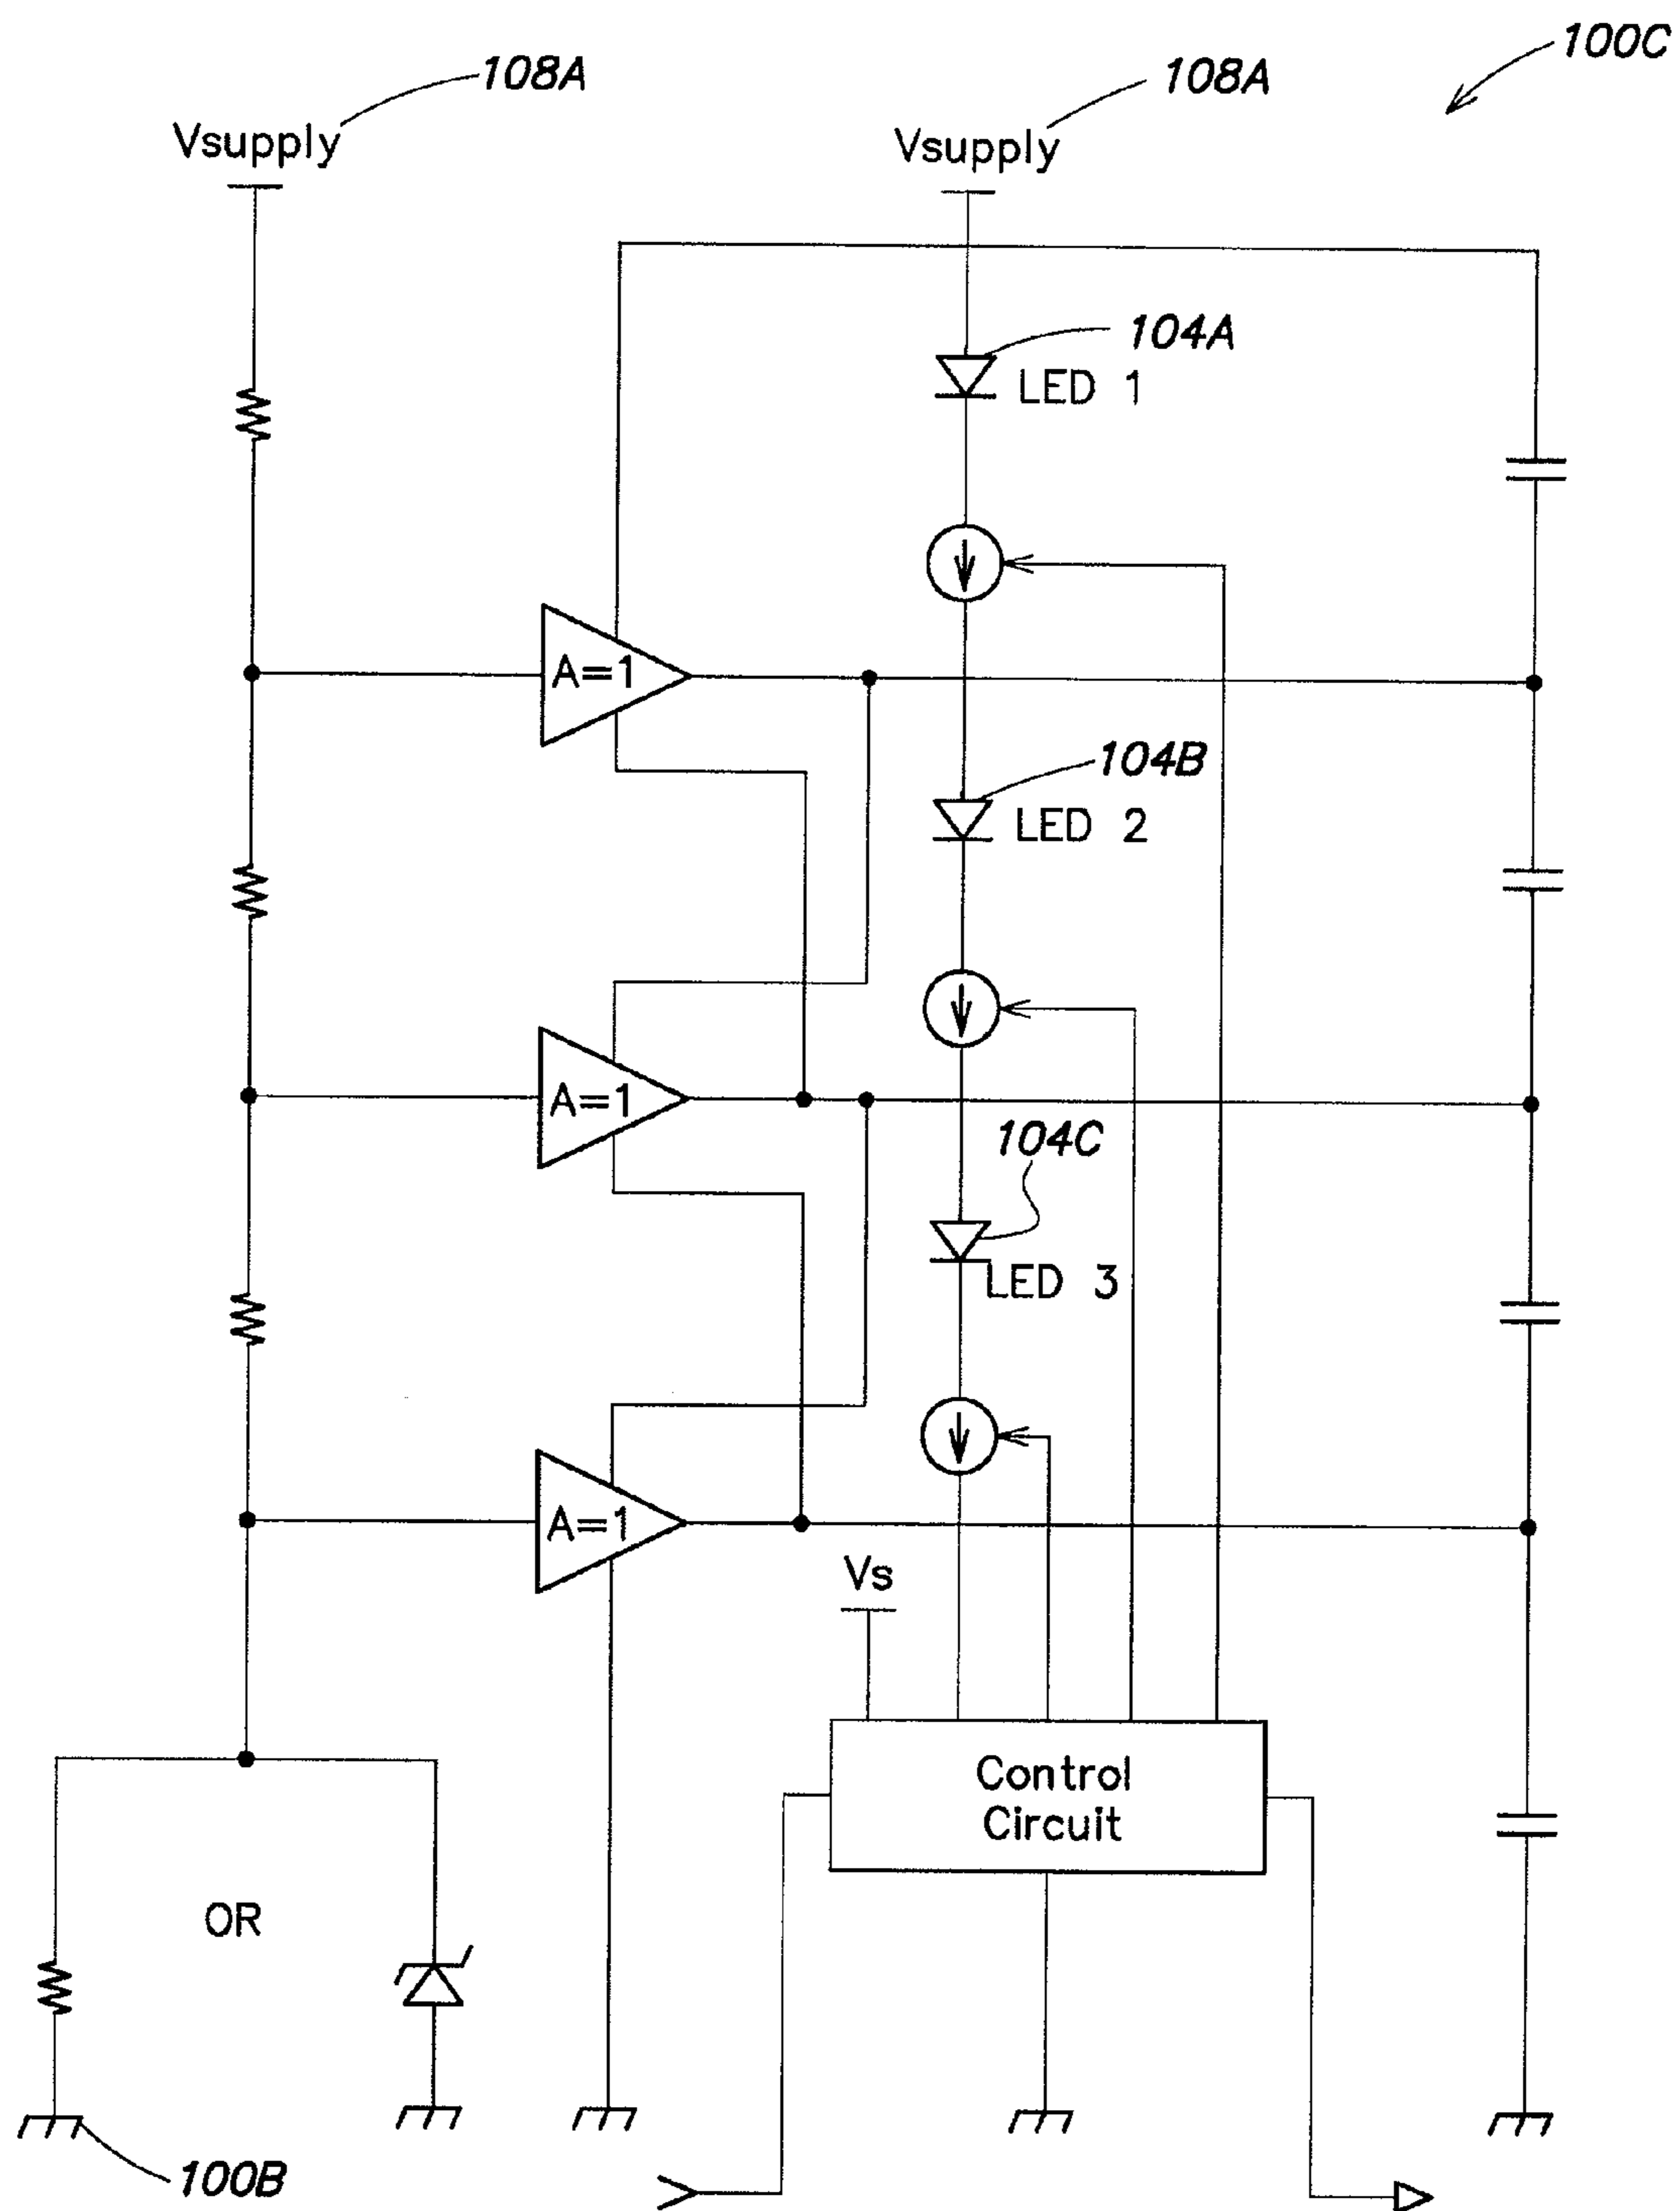 100C
108A
108A
Vsupply
Vsupply
104A
LED 1
A=1
104B
LED 2
A=1
104C
LED 3
A=1
Vs
Control
Circuit
OR
100B